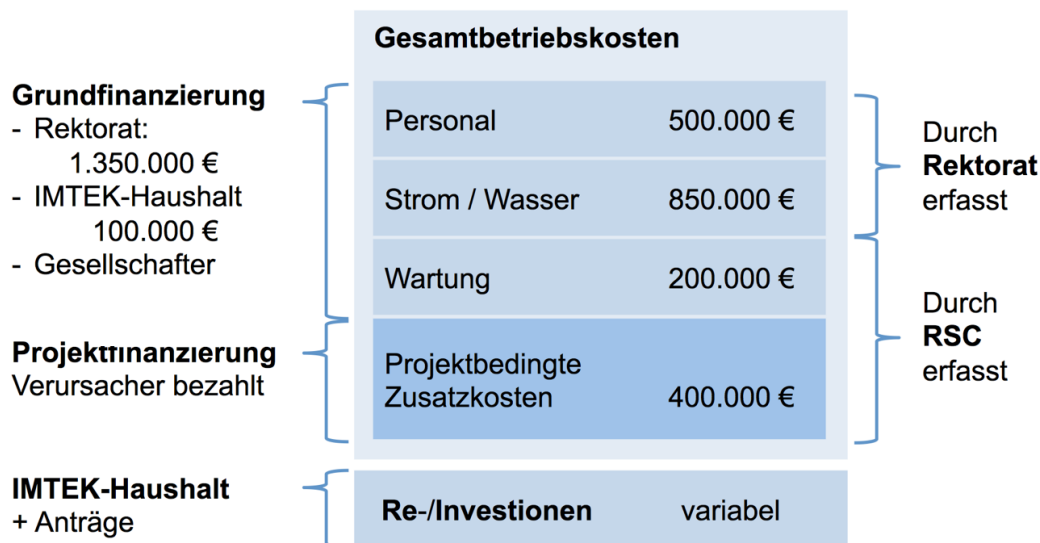 Gesamtbetriebskosten
Grundfinanzierung
- Rektorat:
1.350.000 €
- IMTEK-Haushalt
100.000 €
- Gesellschafter
Personal 500.000 €
Strom / Wasser 850.000 €
Wartung 200.000 €
Durch
Rektorat
erfasst
Projektfinanzierung
Verursacher bezahlt
Projektbedingte
Zusatzkosten 400.000 €
Durch
RSC
erfasst
IMTEK-Haushalt
+ Anträge
Re-/Investionen variabel